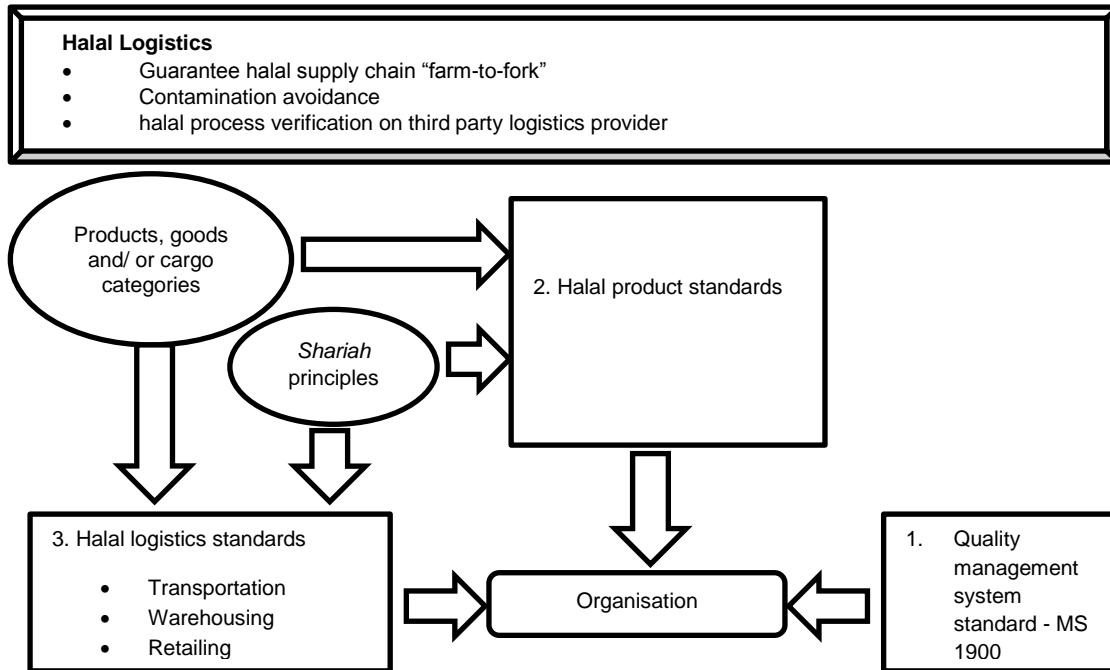 Halal Logistics
• Guarantee halal supply chain “farm-to-fork”
• Contamination avoidance
• halal process verification on third party logistics provider
Products, goods
and/ or cargo
categories
2. Halal product standards
Shariah
principles
3. Halal logistics standards
• Transportation
• Warehousing
• Retailing
Organisation
1. Quality
management
system
standard - MS
1900